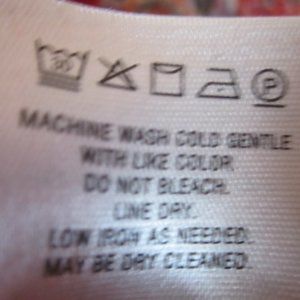 30
P
MACHINE WASH COLD GENTLE
WITH LIKE COLOR.
DO NOT BLEACH.
LINE DRY.
LOW IRON AS NEEDED.
MAY BE DRY CLEANED.